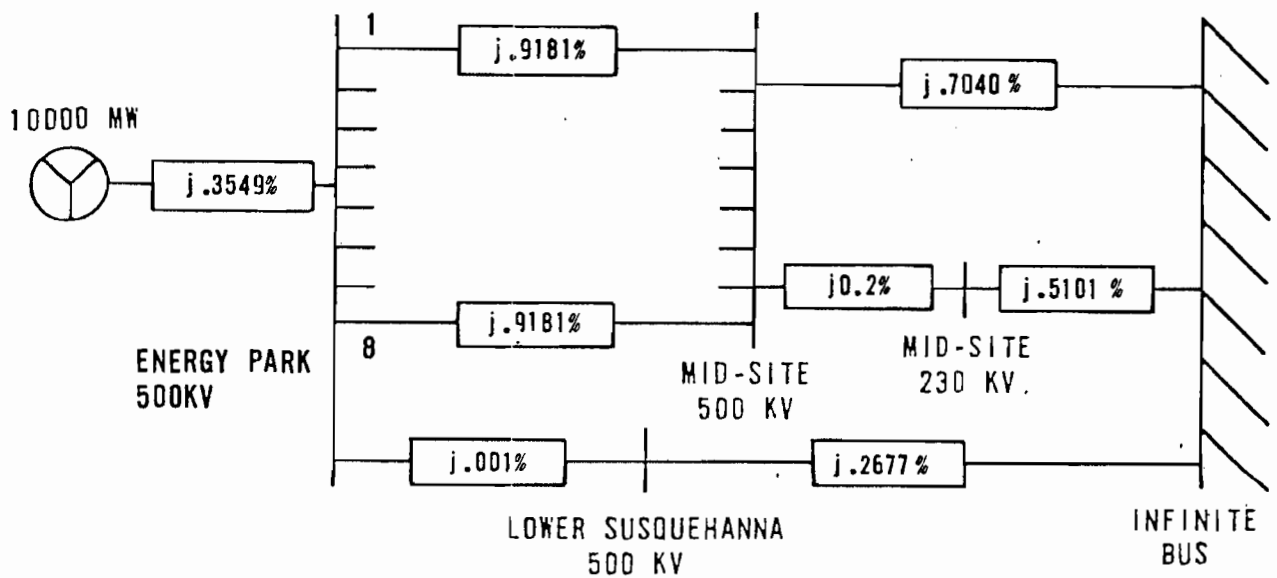 1
j.9181%
j.7040%
10000 MW
j.3549%
j0.2%
j.5101%
j.9181%
8
ENERGY PARK
500KV
MID-SITE
500 KV
MID-SITE
230 KV.
j.001%
j.2677%
LOWER SUSQUEHANNA
500 KV
INFINITE
BUS